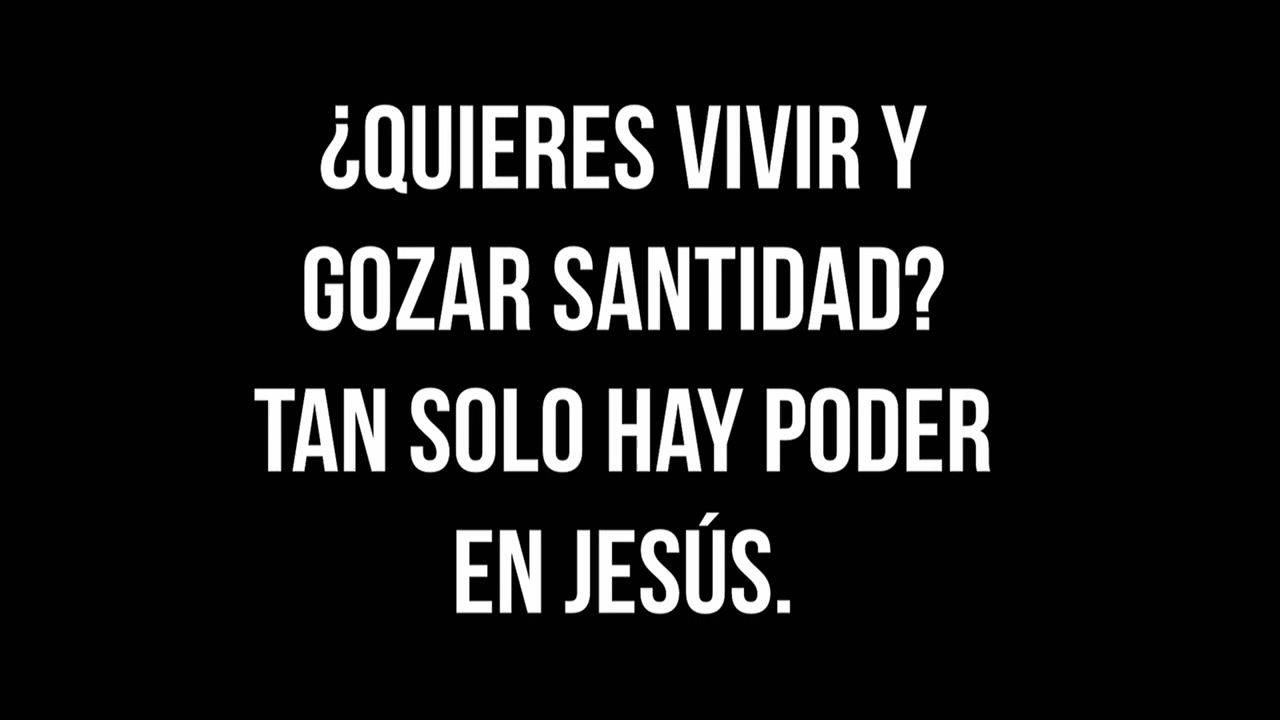 ¿QUIERES VIVIR Y
GOZAR SANTIDAD?
TAN SOLO HAY PODER
EN JESÚS.